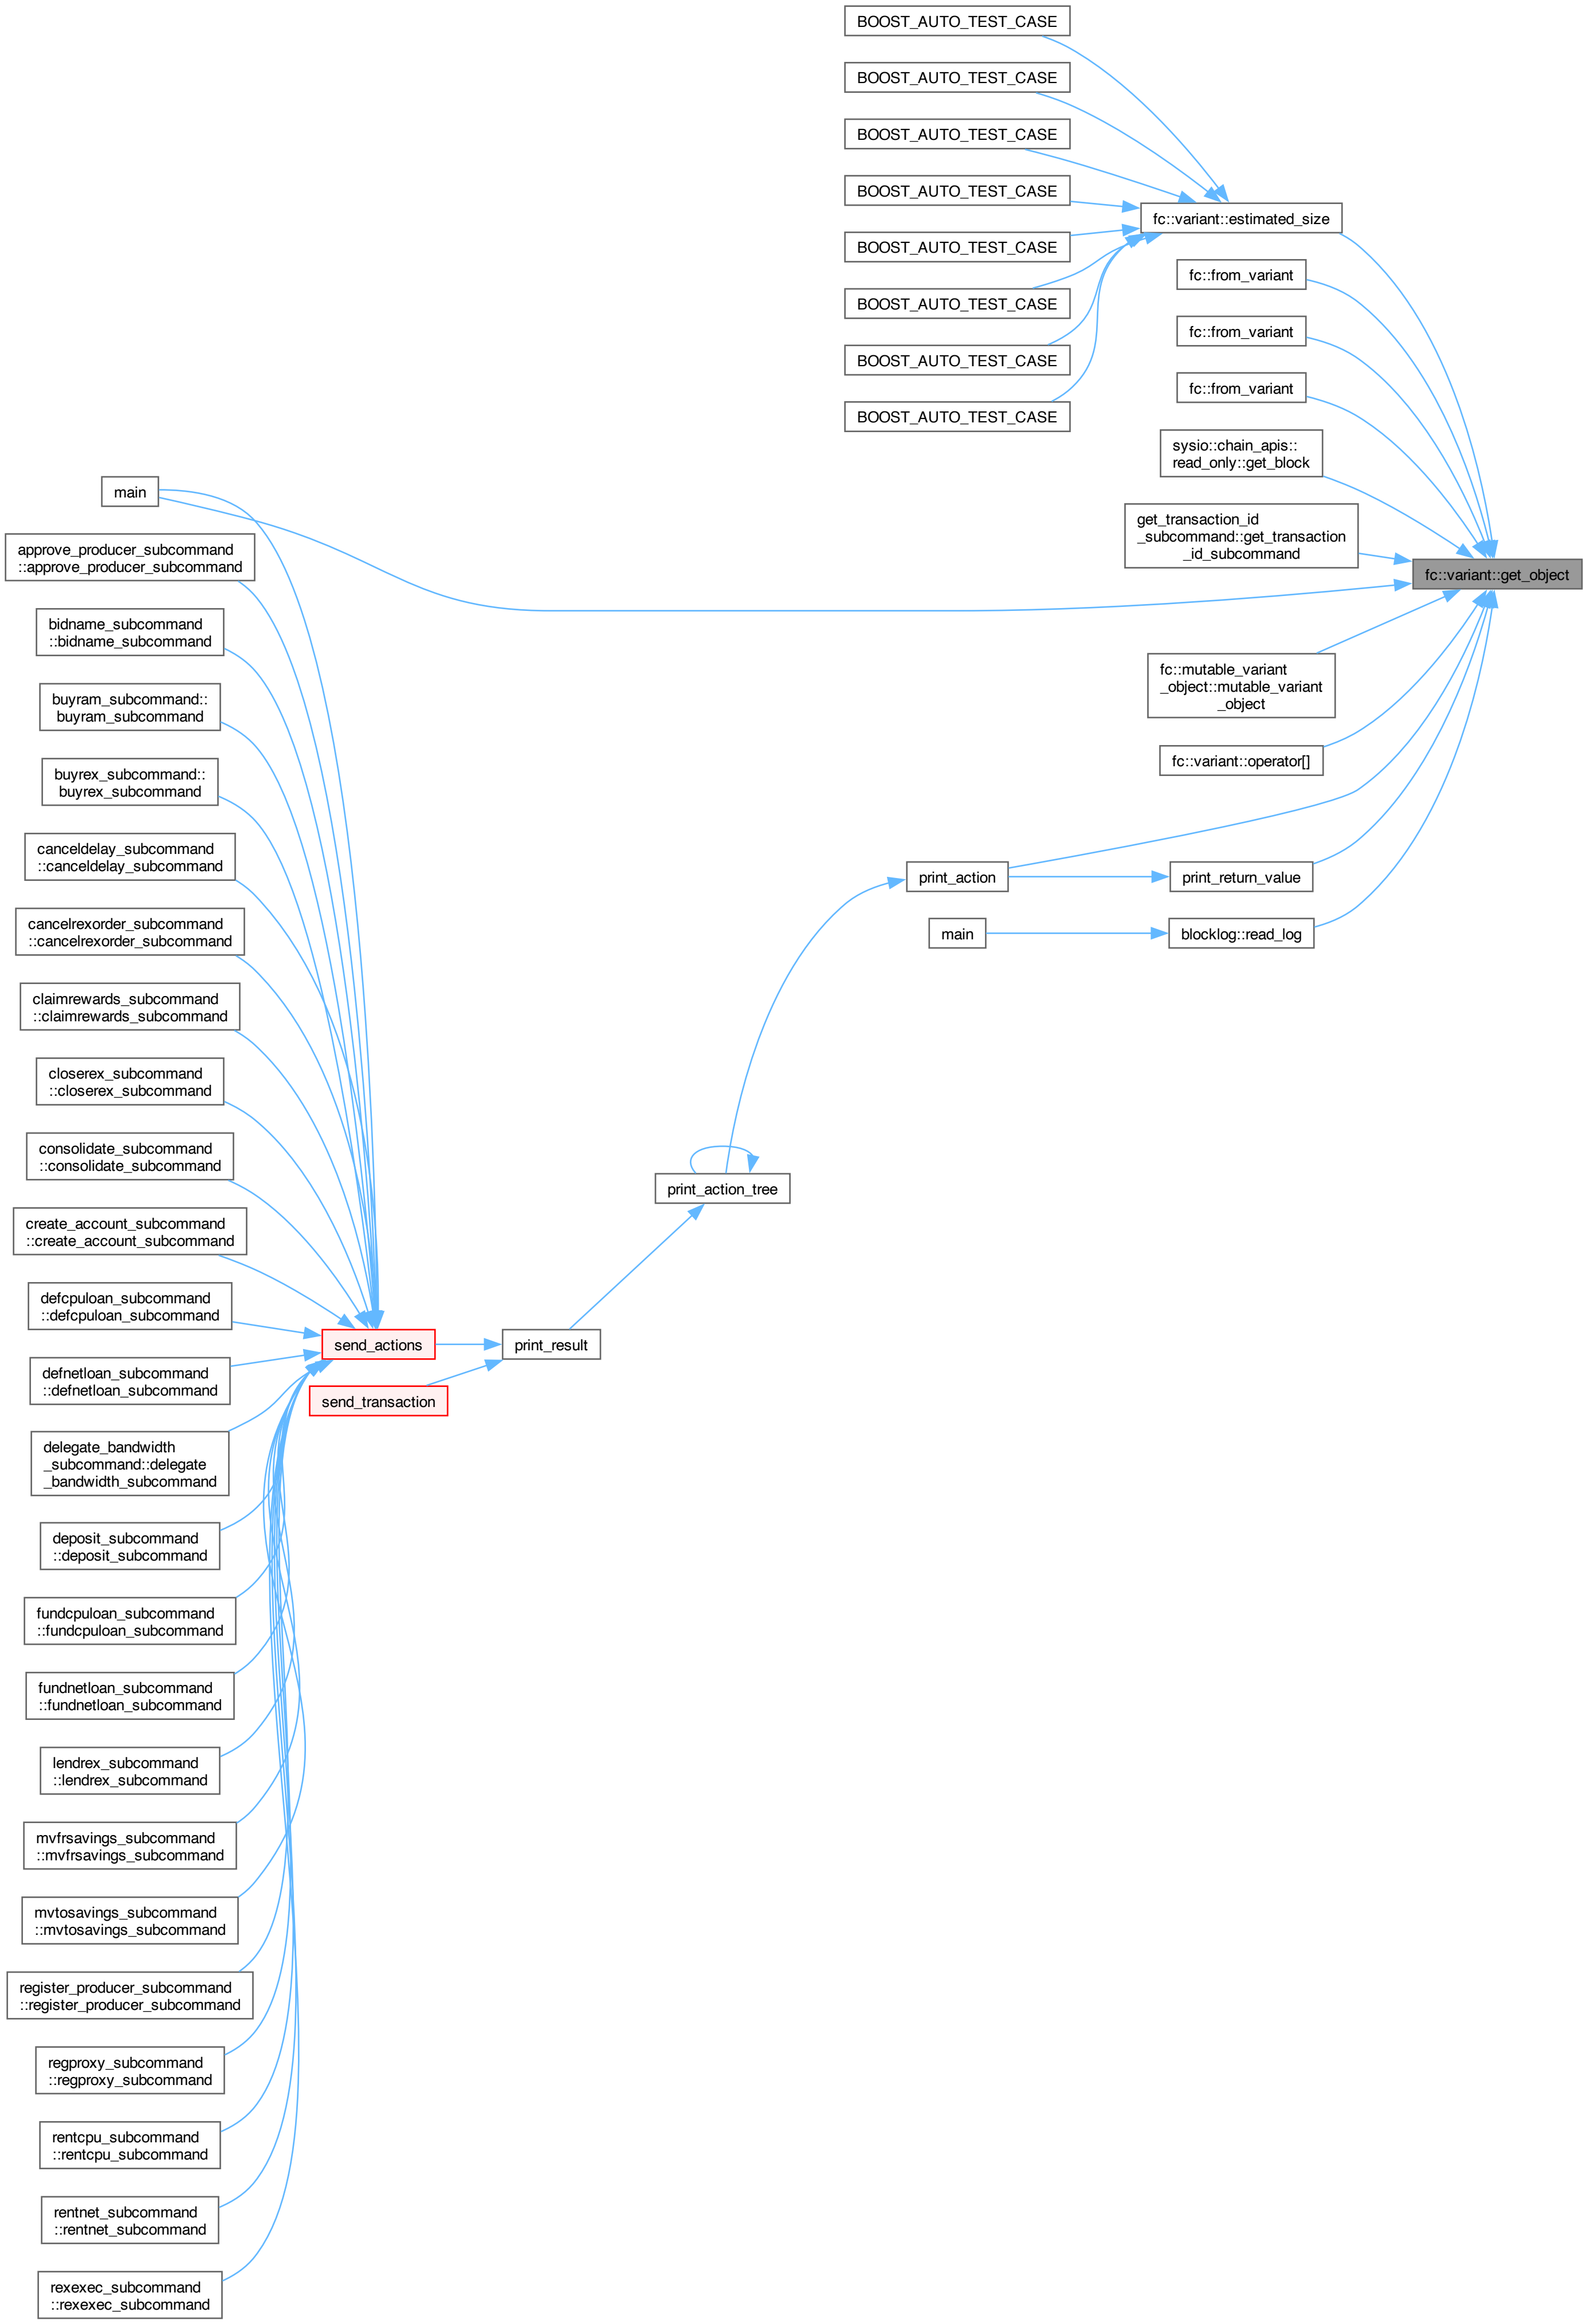 BOOST_AUTO_TEST_CASE
BOOST_AUTO_TEST_CASE
BOOST_AUTO_TEST_CASE
BOOST_AUTO_TEST_CASE
BOOST_AUTO_TEST_CASE
BOOST_AUTO_TEST_CASE
BOOST_AUTO_TEST_CASE
BOOST_AUTO_TEST_CASE
fc::variant::estimated_size
fc::from_variant
fc::from_variant
fc::from_variant
sysio::chain_apis::
read_only::get_block
get_transaction_id
_subcommand::get_transaction
_id_subcommand
fc::variant::get_object
fc::mutable_variant
_object::mutable_variant
_object
fc::variant::operator[]
print_action
print_return_value
main
blocklog::read_log
print_action_tree
print_result
send_actions
send_transaction
main
approve_producer_subcommand
::approve_producer_subcommand
bidname_subcommand
::bidname_subcommand
buyram_subcommand::
buyram_subcommand
buyrex_subcommand::
buyrex_subcommand
canceldelay_subcommand
::canceldelay_subcommand
cancelrexorder_subcommand
::cancelrexorder_subcommand
claimrewards_subcommand
::claimrewards_subcommand
closerex_subcommand
::closerex_subcommand
consolidate_subcommand
::consolidate_subcommand
create_account_subcommand
::create_account_subcommand
defcpuloan_subcommand
::defcpuloan_subcommand
defnetloan_subcommand
::defnetloan_subcommand
delegate_bandwidth
_subcommand::delegate
_bandwidth_subcommand
deposit_subcommand
::deposit_subcommand
fundcpuloan_subcommand
::fundcpuloan_subcommand
fundnetloan_subcommand
::fundnetloan_subcommand
lendrex_subcommand
::lendrex_subcommand
mvfrsavings_subcommand
::mvfrsavings_subcommand
mvtosavings_subcommand
::mvtosavings_subcommand
register_producer_subcommand
::register_producer_subcommand
regproxy_subcommand
::regproxy_subcommand
rentcpu_subcommand
::rentcpu_subcommand
rentnet_subcommand
::rentnet_subcommand
rexexec_subcommand
::rexexec_subcommand